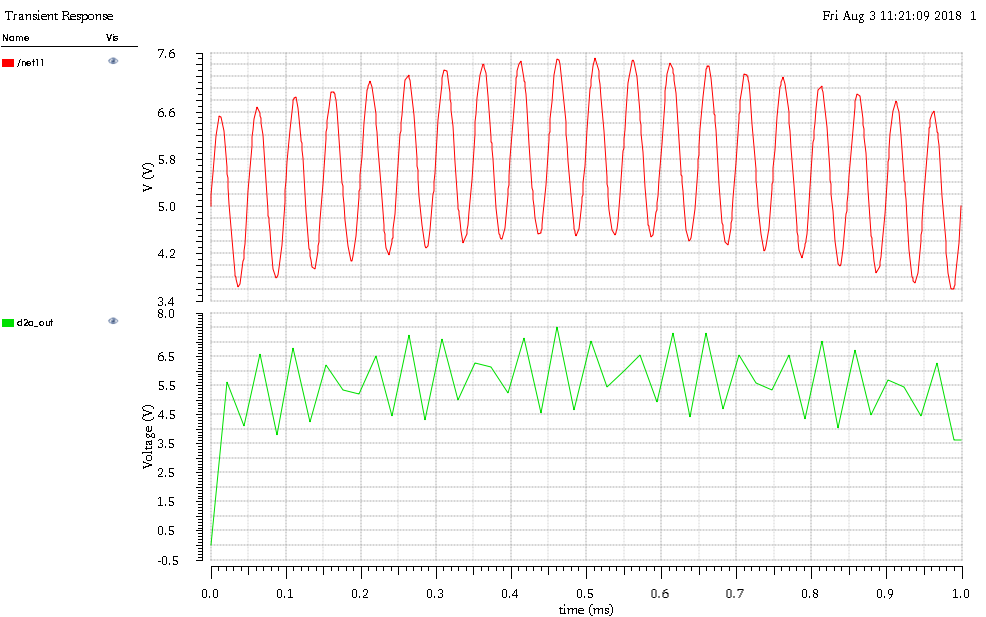 Transient Response
Fri Aug 3 11:21:09 2018 1
Name Vis
/net11
7.6
6.6
5.8
5.0
4.2
3.4
V (V)
d2a_out
8.0
6.5
5.5
4.5
3.5
2.5
1.5
0.5
-0.5
Voltage (V)
0.0 0.1 0.2 0.3 0.4 0.5 0.6 0.7 0.8 0.9 1.0
time (ms)